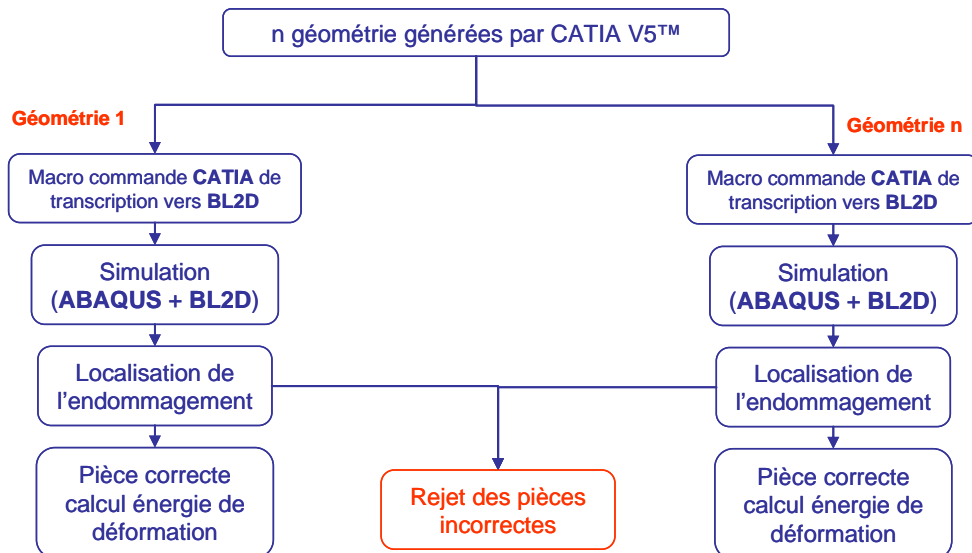 n géométrie générées par CATIA V5™
Géométrie 1
Macro commande CATIA de
transcription vers BL2D
Simulation
(ABAQUS + BL2D)
Localisation de
l'endommagement
Pièce correcte
calcul énergie de
déformation
Rejet des pièces
incorrectes
Géométrie n
Macro commande CATIA de
transcription vers BL2D
Simulation
(ABAQUS + BL2D)
Localisation de
l'endommagement
Pièce correcte
calcul énergie de
déformation